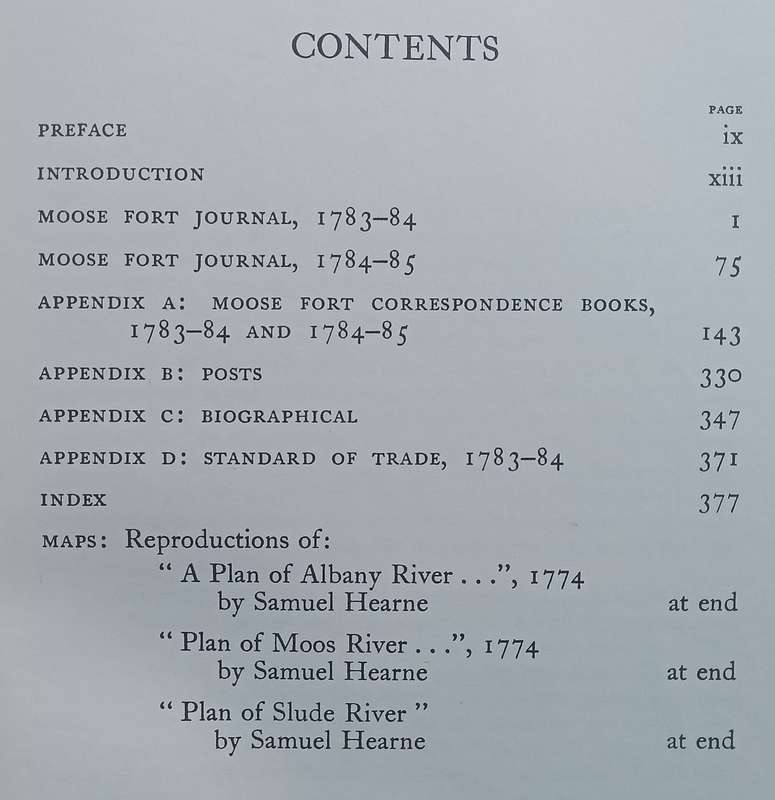 CONTENTS
PAGE
PREFACE ix
INTRODUCTION xiii
MOOSE FORT JOURNAL, 1783–84 1
MOOSE FORT JOURNAL, 1784–85 75
APPENDIX A: MOOSE FORT CORRESPONDENCE BOOKS,
1783–84 AND 1784–85 143
APPENDIX B: POSTS 330
APPENDIX C: BIOGRAPHICAL 347
APPENDIX D: STANDARD OF TRADE, 1783–84 371
INDEX 377
MAPS: Reproductions of:
“ A Plan of Albany River . . .”, 1774
by Samuel Hearne at end
“ Plan of Moos River . . .”, 1774
by Samuel Hearne at end
“ Plan of Slude River ”
by Samuel Hearne at end